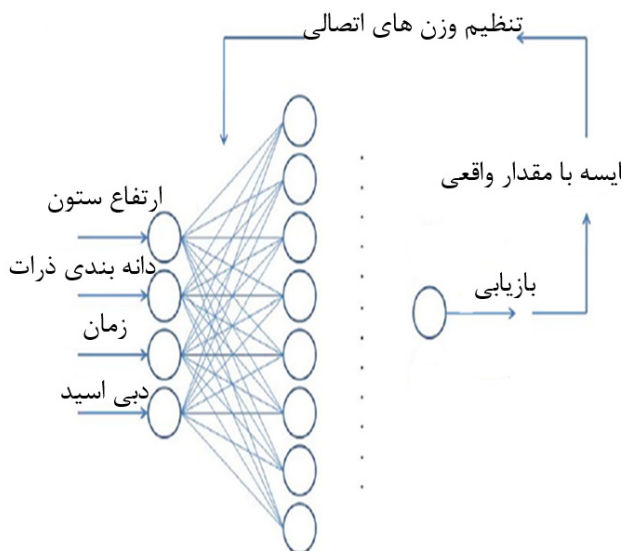 تنظیم وزن های اتصالی
ایسه با مقدار واقعی
ارتفاع ستون
دانه بندی ذرات
بازیابی
زمان
دبی اسید